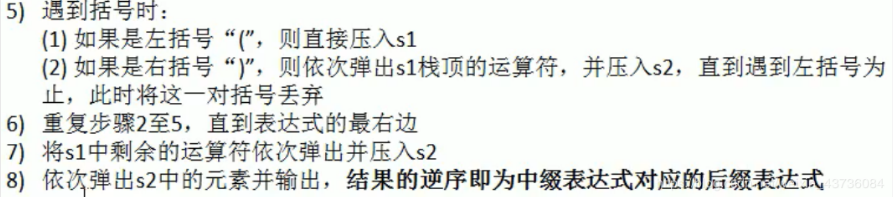 5) 遇到括号时：
(1) 如果是左括号“(”，则直接压入s1
(2) 如果是右括号“)”，则依次弹出s1栈顶的运算符，并压入s2，直到遇到左括号为
止，此时将这一对括号丢弃
6) 重复步骤2至5，直到表达式的最右边
7) 将s1中剩余的运算符依次弹出并压入s2
8) 依次弹出s2中的元素并输出，结果的逆序即为中缀表达式对应的后缀表达式
43736084